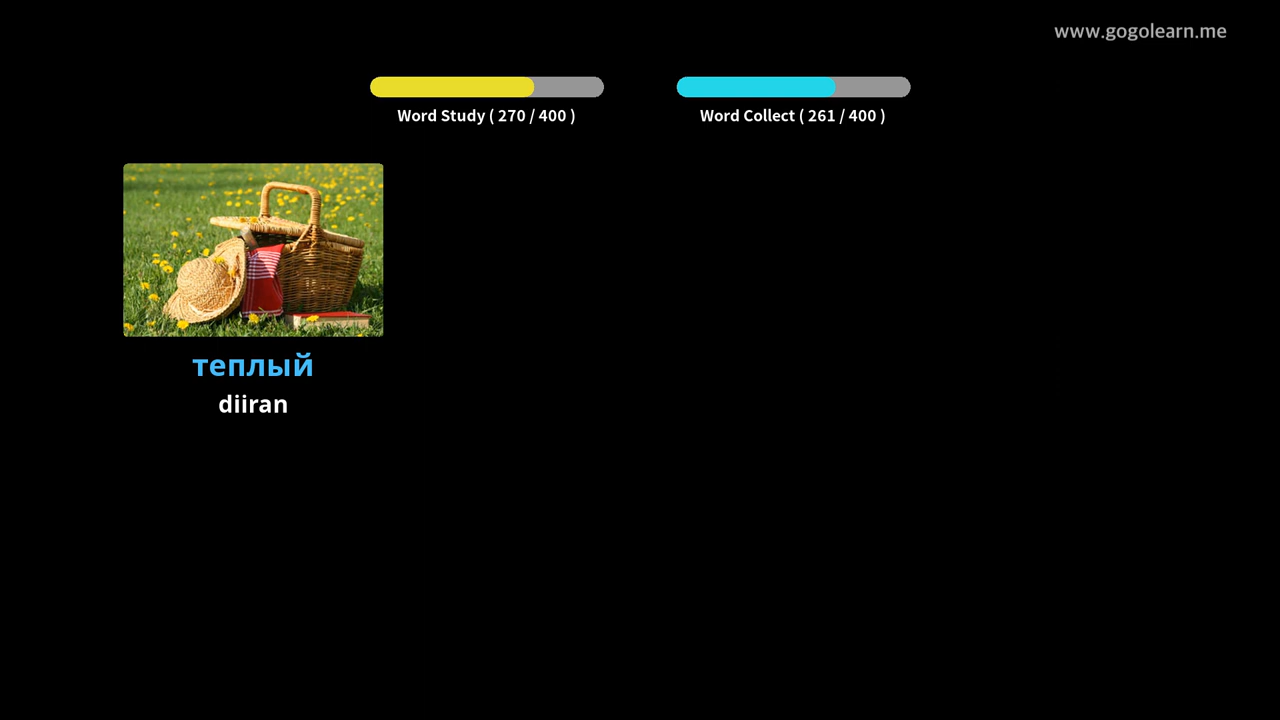 www.gogolearn.me
Word Study ( 270 / 400 )
Word Collect ( 261 / 400 )
теплый
diiran